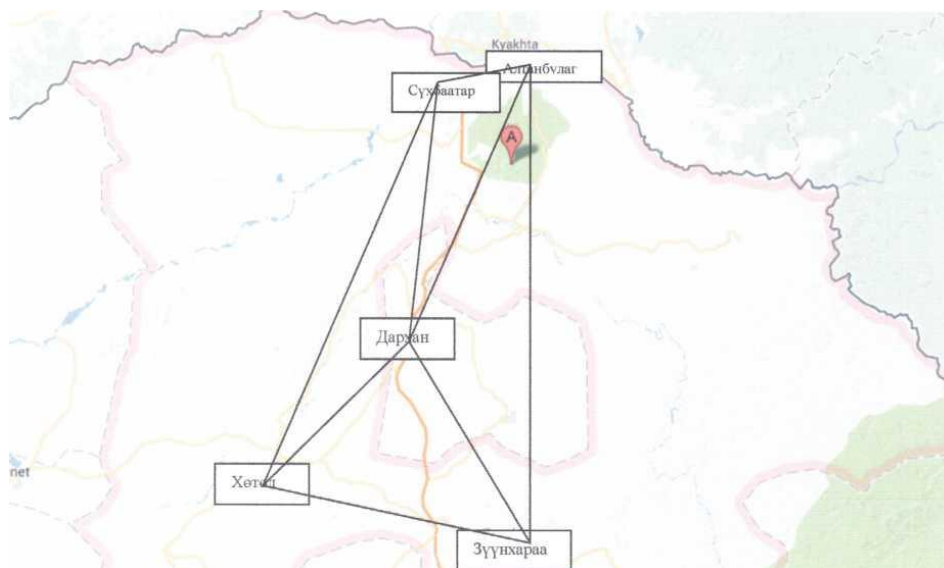 Kyakhta
Алтанбулаг
Сүхбаатар
A
Дархан
net
Хөтөл
Зүүнхараа